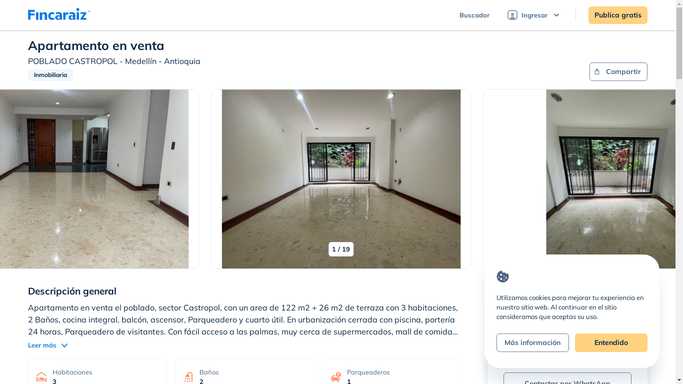 Fincaraiz
Buscador
Ingresar
Publica gratis
Apartamento en venta
POBLADO CASTROPOL - Medellín - Antioquia
Inmobiliaria
Compartir
1 / 19
Descripción general
Apartamento en venta el poblado, sector Castropol, con un area de 122 m2 + 26 m2 de terraza con 3 habitaciones,
2 Baños, cocina integral, balcón, ascensor, Parqueadero y cuarto útil. En urbanización cerrada con piscina, portería
24 horas, Parqueadero de visitantes. Con fácil acceso a las palmas, muy cerca de supermercados, mall de comida...
Leer más
Habitaciones
3
Baños
2
Parqueaderos
1
Utilizamos cookies para mejorar tu experiencia en
nuestro sitio web. Al continuar en el sitio
consideramos que aceptas su uso.
Más información
Entendido
Contactar por WhatsApp